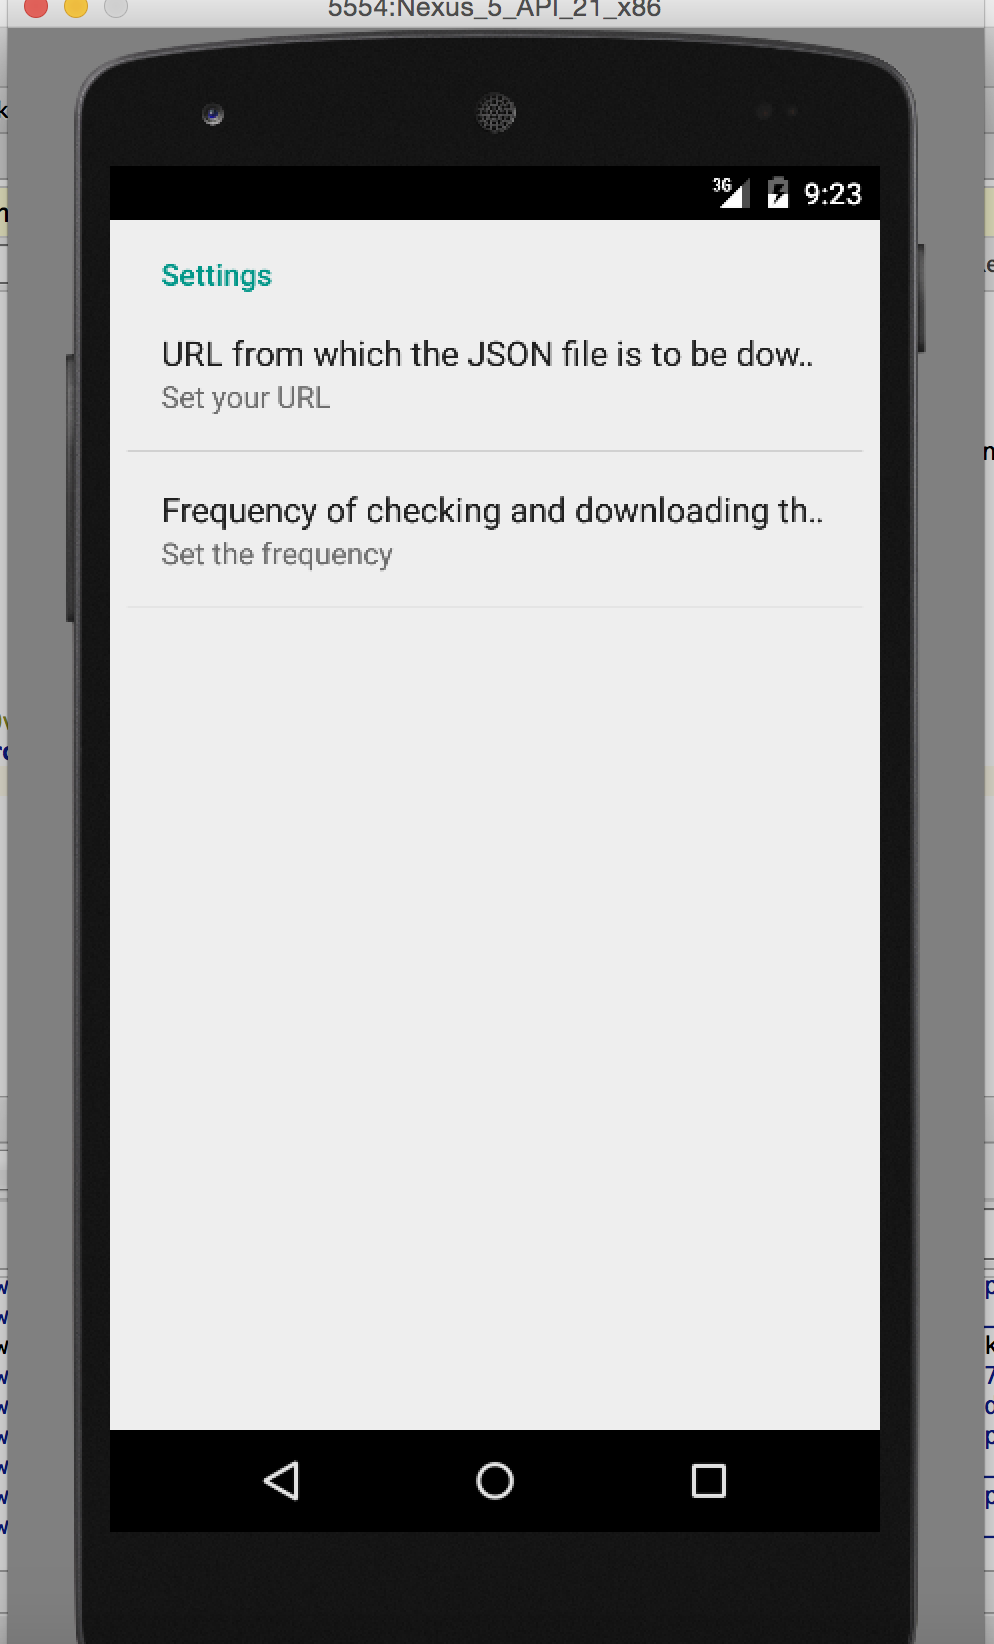 5554:Nexus_5_API_21_x86
3G 9:23
Settings
URL from which the JSON file is to be dow..
Set your URL
Frequency of checking and downloading th..
Set the frequency